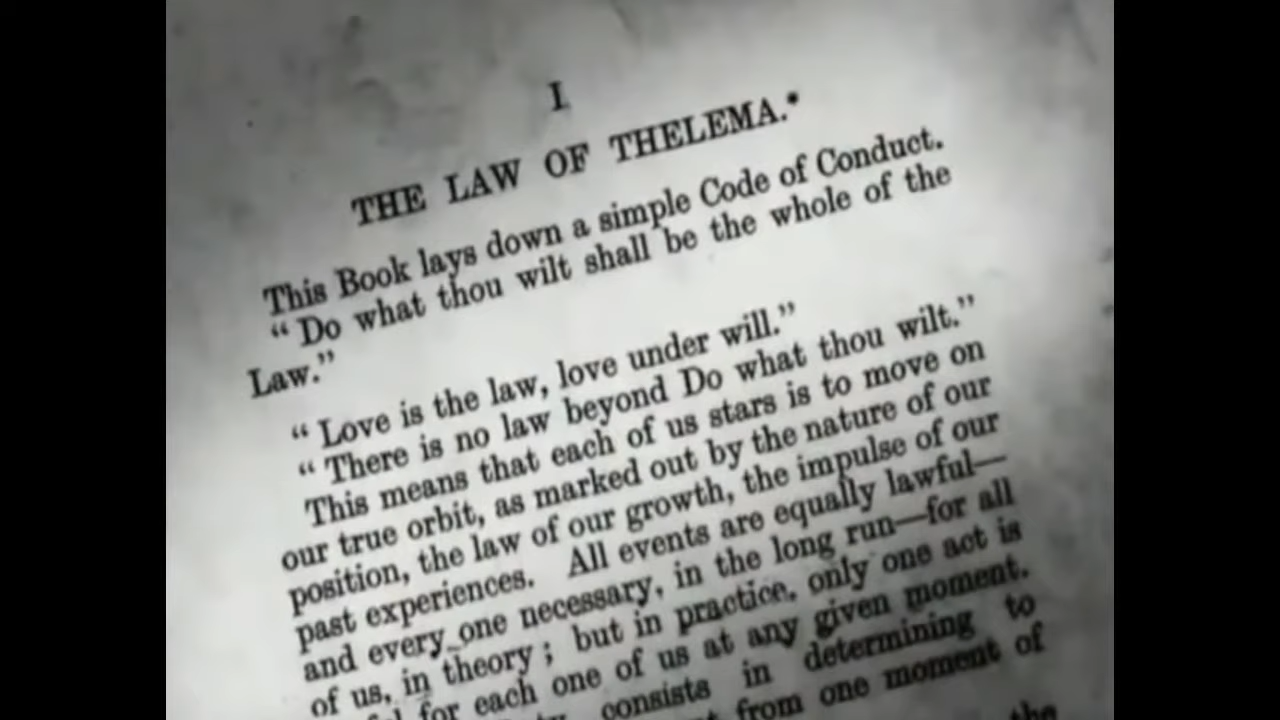 I.
THE LAW OF THELEMA.*
This Book lays down a simple Code of Conduct.
“ Do what thou wilt shall be the whole of the
Law.”
“ Love is the law, love under will.”
“ There is no law beyond Do what thou wilt.”
This means that each of us stars is to move on
our true orbit, as marked out by the nature of our
position, the law of our growth, the impulse of our
past experiences. All events are equally lawful—
and every one necessary, in the long run—for all
of us, in theory; but in practice, only one act is
for each one of us at any given moment.
consists in determining to
from one moment of
the